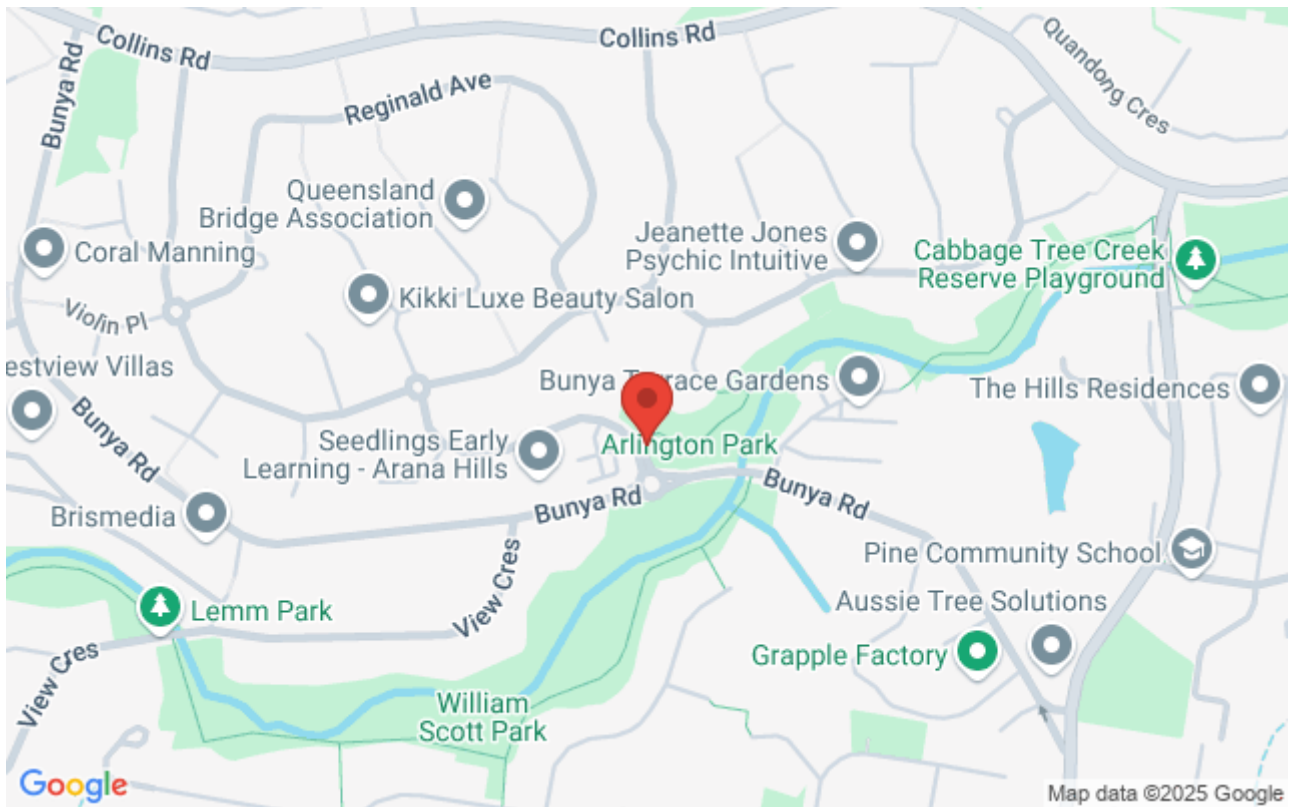 Collins Rd
Collins Rd
Quandong Cres
Bunya Rd
Reginald Ave
Queensland
Bridge Association
Coral Manning
Jeanette Jones
Psychic Intuitive
Cabbage Tree Creek
Reserve Playground
Violin Pl
Kikki Luxe Beauty Salon
estview Villas
Bunya Terrace Gardens
The Hills Residences
Bunya Rd
Seedlings Early
Learning - Arana Hills
Arlington Park
Brismedia
Bunya Rd
Bunya Rd
Pine Community School
View Cres
Lemm Park
Aussie Tree Solutions
Grapple Factory
View Cres
William
Scott Park
Google
Map data ©2025 Google